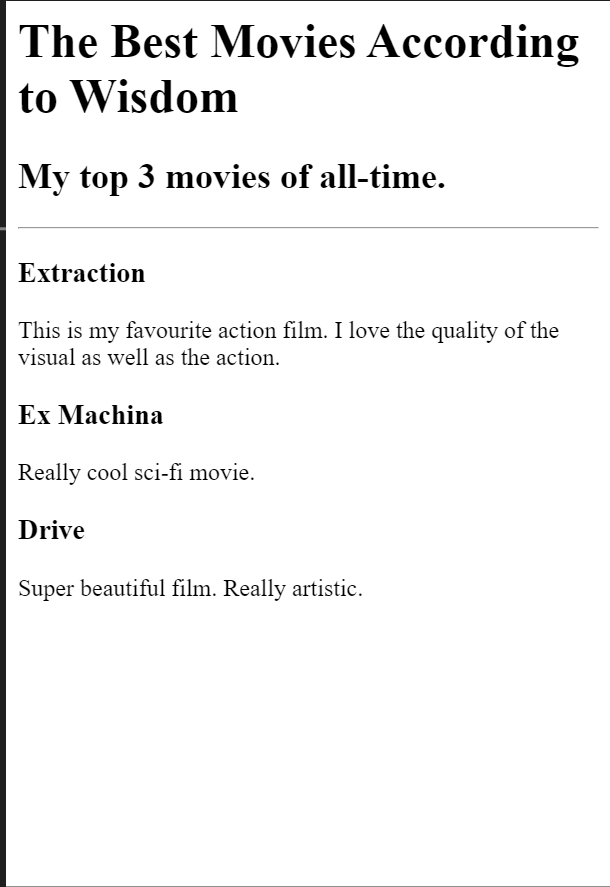 The Best Movies According
to Wisdom
My top 3 movies of all-time.
Extraction
This is my favourite action film. I love the quality of the
visual as well as the action.
Ex Machina
Really cool sci-fi movie.
Drive
Super beautiful film. Really artistic.